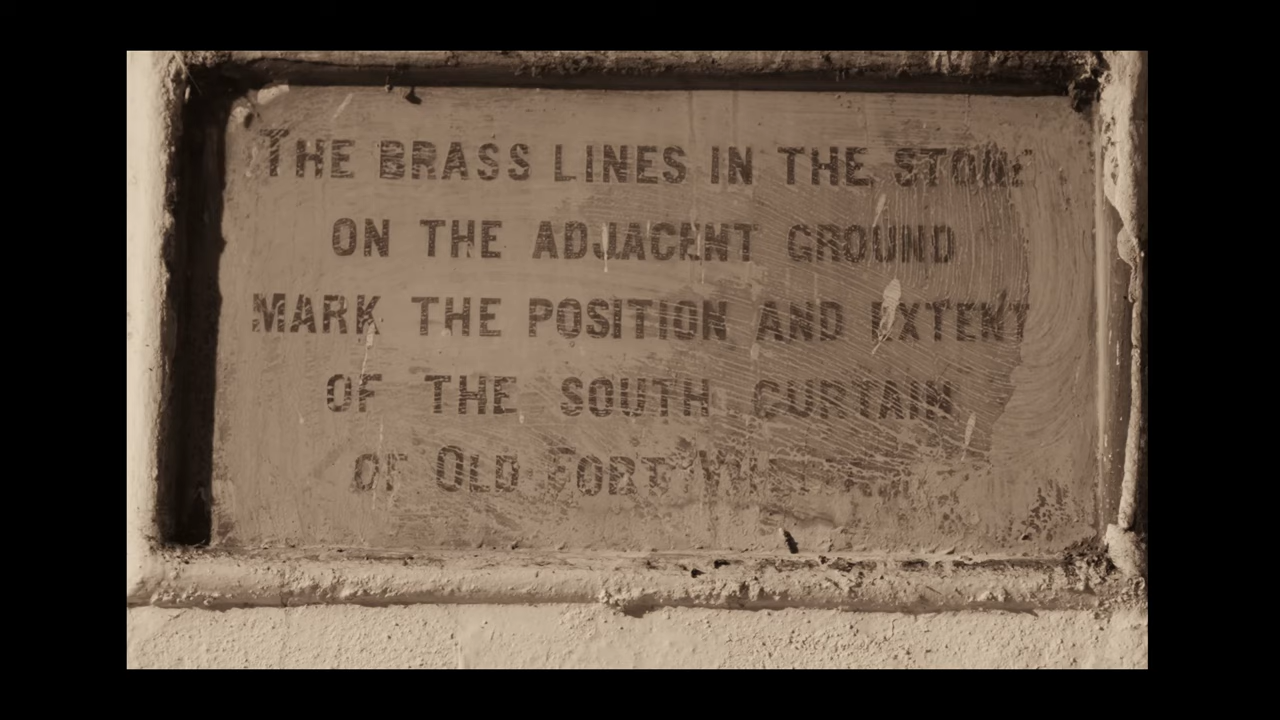 THE BRASS LINES IN THE STONE
ON THE ADJACENT GROUND
MARK THE POSITION AND EXTENT
OF THE SOUTH CURTAIN
OF OLD FORT